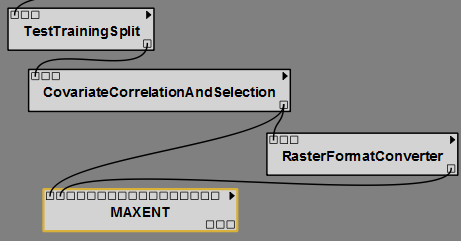 TestTrainingSplit
CovariateCorrelationAndSelection
RasterFormatConverter
MAXENT